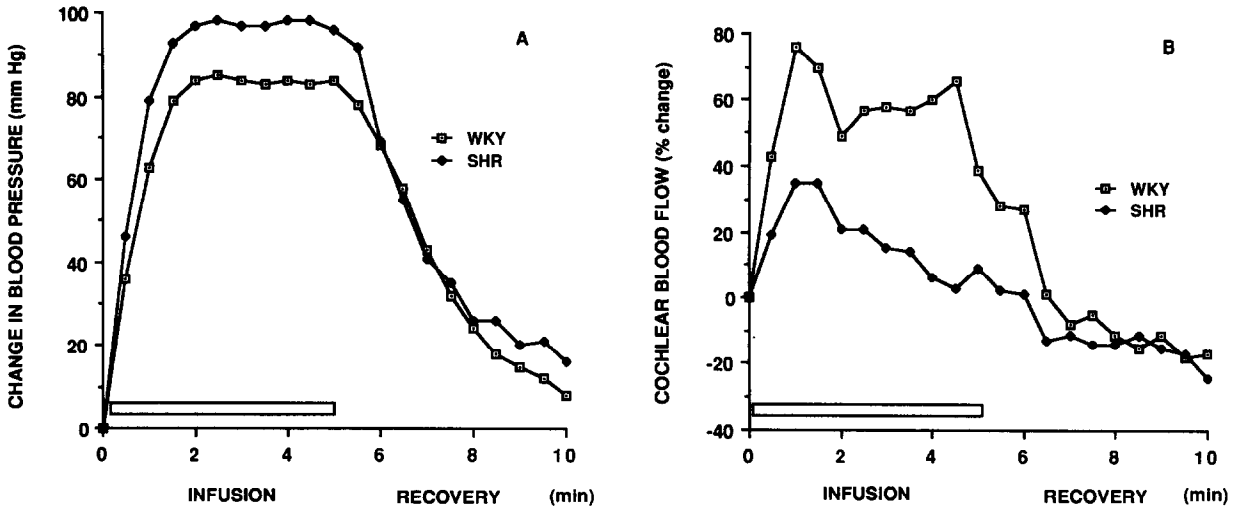 A
CHANGE IN BLOOD PRESSURE (mm Hg)
100
80
60
40
20
0
WKY
SHR
0 2 4 6 8 10
INFUSION RECOVERY (min)
B
COCHLEAR BLOOD FLOW (% change)
80
60
40
20
0
-20
-40
WKY
SHR
0 2 4 6 8 10
INFUSION RECOVERY (min)